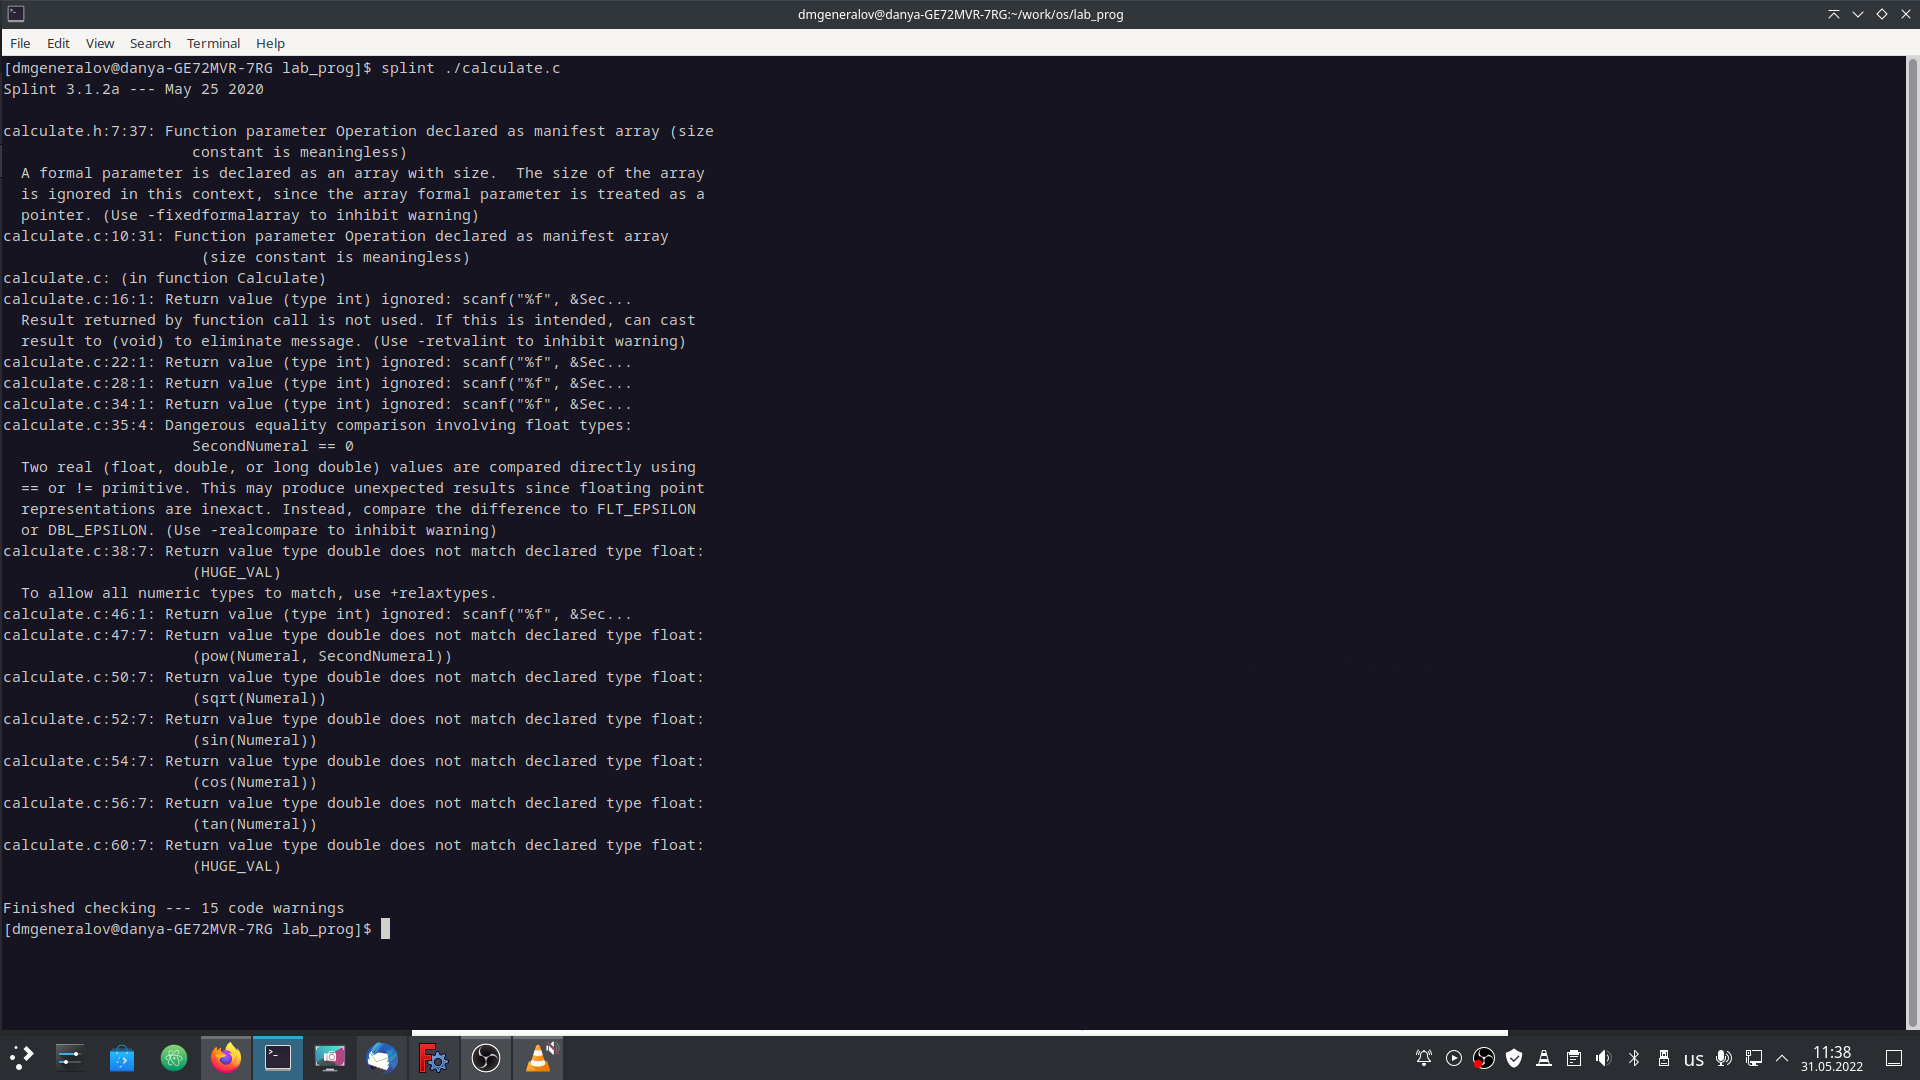 dmgeneralov@danya-GE72MVR-7RG:~/work/os/lab_prog
File Edit View Search Terminal Help
[dmgeneralov@danya-GE72MVR-7RG lab_prog]$ splint ./calculate.c
Splint 3.1.2a --- May 25 2020
calculate.h:7:37: Function parameter Operation declared as manifest array (size
constant is meaningless)
A formal parameter is declared as an array with size.  The size of the array
is ignored in this context, since the array formal parameter is treated as a
pointer. (Use -fixedformalarray to inhibit warning)
calculate.c:10:31: Function parameter Operation declared as manifest array
(size constant is meaningless)
calculate.c: (in function Calculate)
calculate.c:16:1: Return value (type int) ignored: scanf("%f", &Sec...
Result returned by function call is not used. If this is intended, can cast
result to (void) to eliminate message. (Use -retvalint to inhibit warning)
calculate.c:22:1: Return value (type int) ignored: scanf("%f", &Sec...
calculate.c:28:1: Return value (type int) ignored: scanf("%f", &Sec...
calculate.c:34:1: Return value (type int) ignored: scanf("%f", &Sec...
calculate.c:35:4: Dangerous equality comparison involving float types:
SecondNumeral == 0
Two real (float, double, or long double) values are compared directly using
== or != primitive. This may produce unexpected results since floating point
representations are inexact. Instead, compare the difference to FLT_EPSILON
or DBL_EPSILON. (Use -realcompare to inhibit warning)
calculate.c:38:7: Return value type double does not match declared type float:
(HUGE_VAL)
To allow all numeric types to match, use +relaxtypes.
calculate.c:46:1: Return value (type int) ignored: scanf("%f", &Sec...
calculate.c:47:7: Return value type double does not match declared type float:
(pow(Numeral, SecondNumeral))
calculate.c:50:7: Return value type double does not match declared type float:
(sqrt(Numeral))
calculate.c:52:7: Return value type double does not match declared type float:
(sin(Numeral))
calculate.c:54:7: Return value type double does not match declared type float:
(cos(Numeral))
calculate.c:56:7: Return value type double does not match declared type float:
(tan(Numeral))
calculate.c:60:7: Return value type double does not match declared type float:
(HUGE_VAL)
Finished checking --- 15 code warnings
[dmgeneralov@danya-GE72MVR-7RG lab_prog]$
us
11:38
31.05.2022